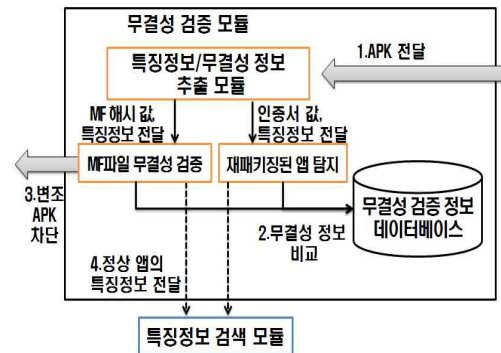 무결성 검증 모듈
1.APK 전달
특징정보/무결성 정보
추출 모듈
MF 해시 값,
특징정보 전달
인증서 값,
특징정보 전달
MF파일 무결성 검증
재패키징된 앱 탐지
3.변조
APK
차단
무결성 검증 정보
데이터베이스
2.무결성 정보
비교
4.정상 앱의
특징정보 전달
특징정보 검색 모듈